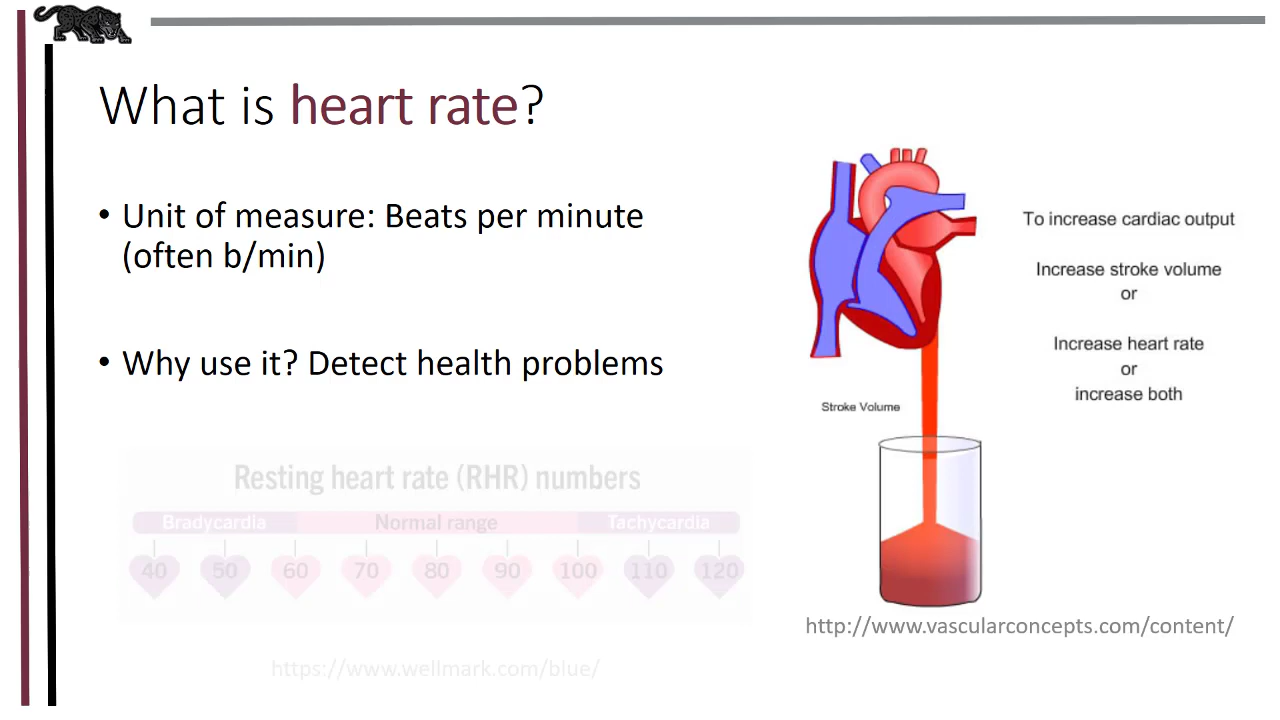 What is heart rate?
• Unit of measure: Beats per minute
(often b/min)
• Why use it? Detect health problems
Resting heart rate (RHR) numbers
Bradycardia Normal range Tachycardia
40 50 60 70 80 90 100 110 120
https://www.wellmark.com/blue/
To increase cardiac output
Increase stroke volume
or
Increase heart rate
or
increase both
Stroke Volume
http://www.vascularconcepts.com/content/